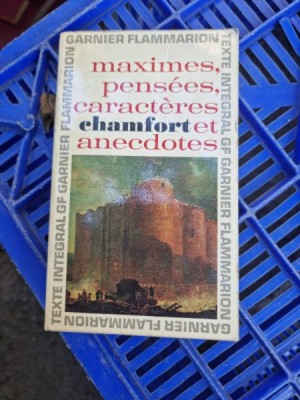 GARNIER FLAMMARION
TEXTE INTEGRAL GF GARNIER FLAMMARION
maximes,
pensées,
caractères
chamfort et
anecdotes
TEXTE INTEGRAL GF GARNIER FLAMMARION
GARNIER FLAMMARION